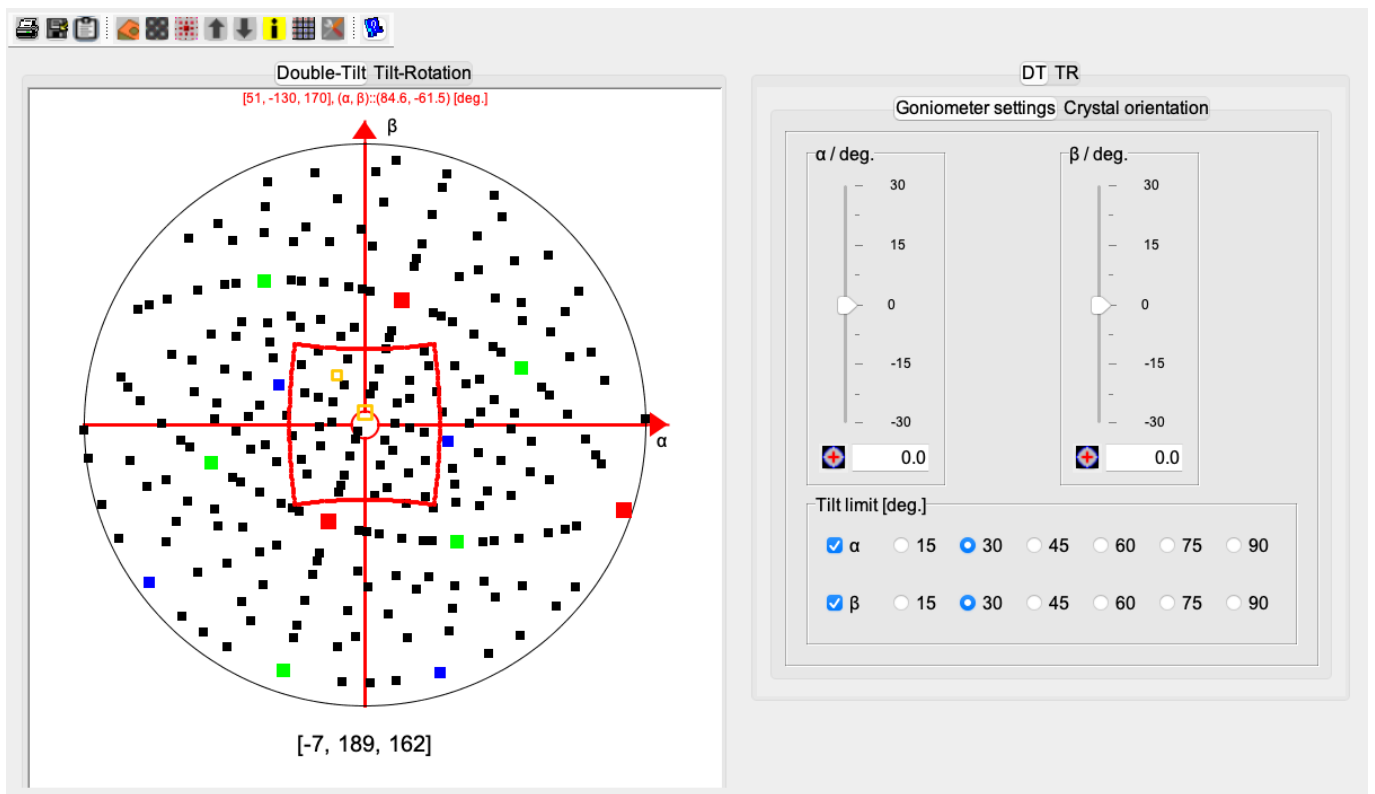 Double-Tilt Tilt-Rotation
[51, -130, 170], (α, β)::(84.6, -61.5) [deg.]
β
α
[-7, 189, 162]
DT TR
Goniometer settings Crystal orientation
α / deg.
30
15
0
-15
-30
0.0
β / deg.
30
15
0
-15
-30
0.0
Tilt limit [deg.]
α 15 30 45 60 75 90
β 15 30 45 60 75 90